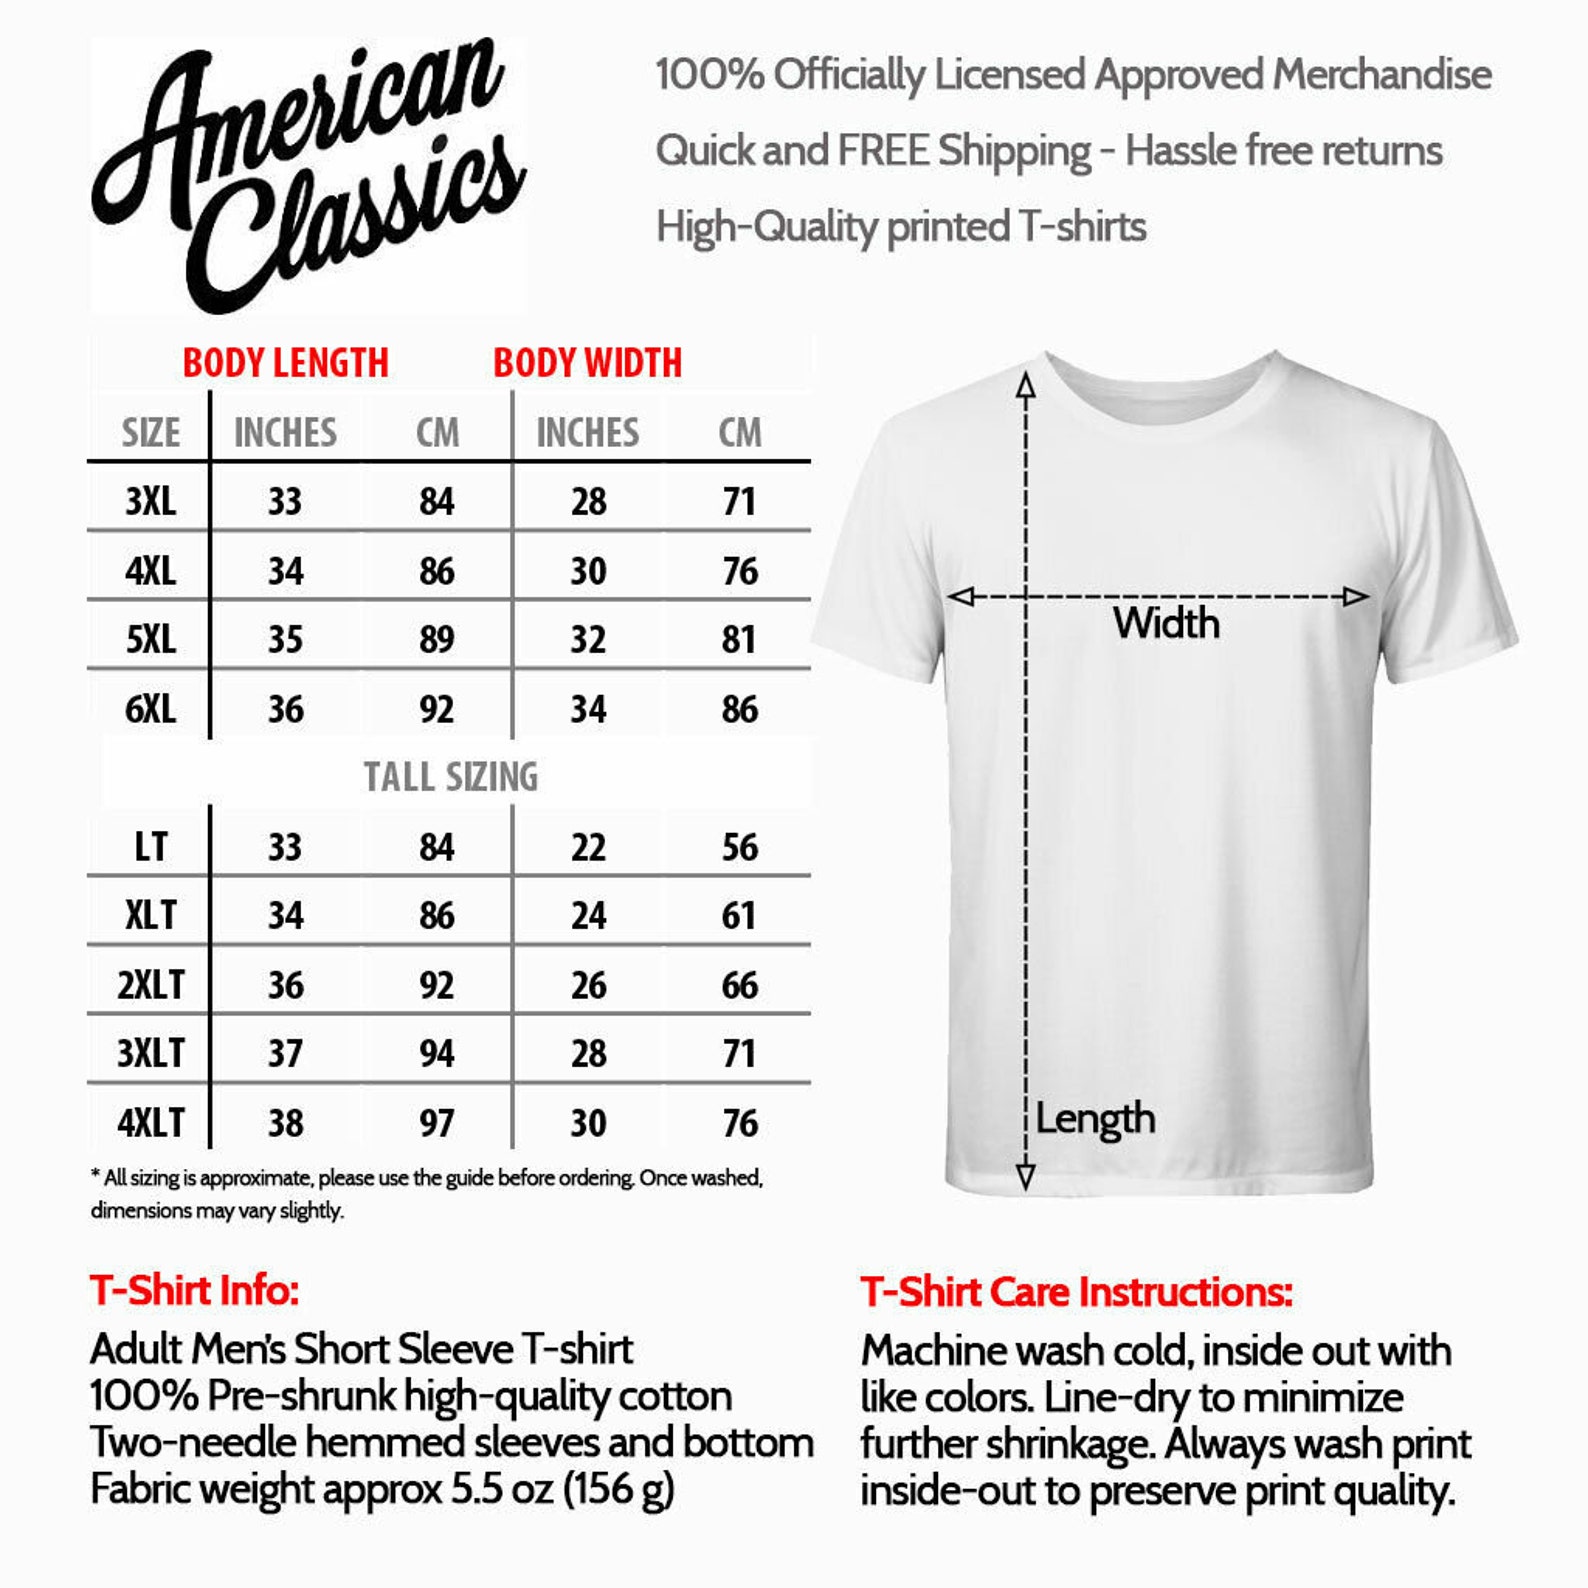 American
Classics
100% Officially Licensed Approved Merchandise
Quick and FREE Shipping - Hassle free returns
High-Quality printed T-shirts
BODY LENGTH BODY WIDTH
SIZE INCHES CM INCHES CM
3XL 33 84 28 71
4XL 34 86 30 76
5XL 35 89 32 81
6XL 36 92 34 86
TALL SIZING
LT 33 84 22 56
XLT 34 86 24 61
2XLT 36 92 26 66
3XLT 37 94 28 71
4XLT 38 97 30 76
* All sizing is approximate, please use the guide before ordering. Once washed,
dimensions may vary slightly.
Width
Length
T-Shirt Info:
Adult Men's Short Sleeve T-shirt
100% Pre-shrunk high-quality cotton
Two-needle hemmed sleeves and bottom
Fabric weight approx 5.5 oz (156 g)
T-Shirt Care Instructions:
Machine wash cold, inside out with
like colors. Line-dry to minimize
further shrinkage. Always wash print
inside-out to preserve print quality.